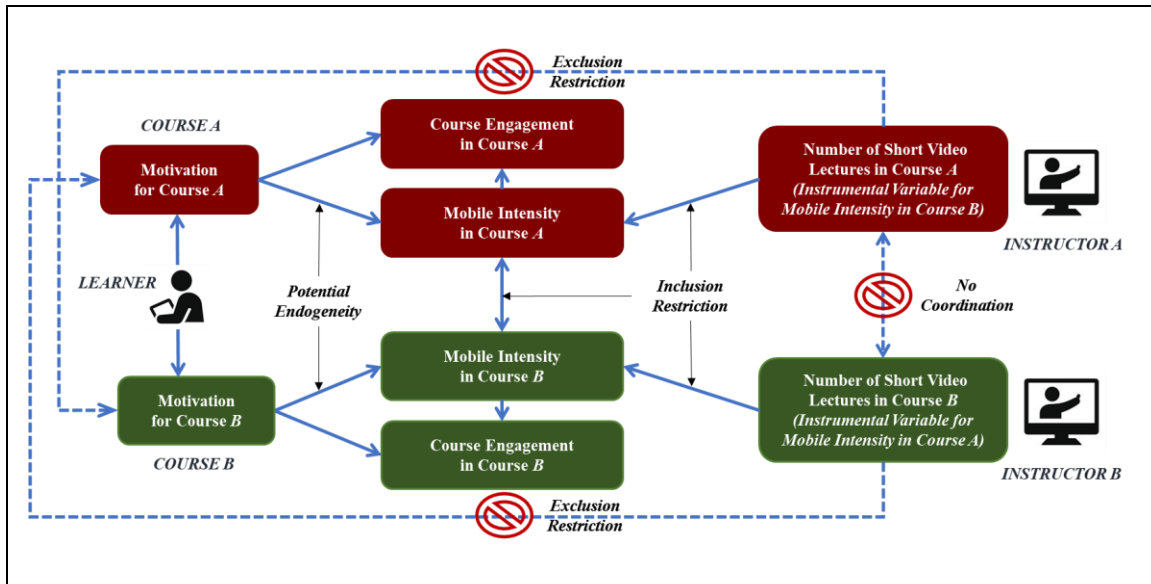 Exclusion
Restriction
COURSE A
Course Engagement
in Course A
Motivation
for Course A
Number of Short Video
Lectures in Course A
(Instrumental Variable for
Mobile Intensity in Course B)
Mobile Intensity
in Course A
INSTRUCTOR A
LEARNER
Potential
Endogeneity
Inclusion
Restriction
No
Coordination
Mobile Intensity
in Course B
Motivation
for Course B
Number of Short Video
Lectures in Course B
(Instrumental Variable for
Mobile Intensity in Course A)
Course Engagement
in Course B
COURSE B
INSTRUCTOR B
Exclusion
Restriction